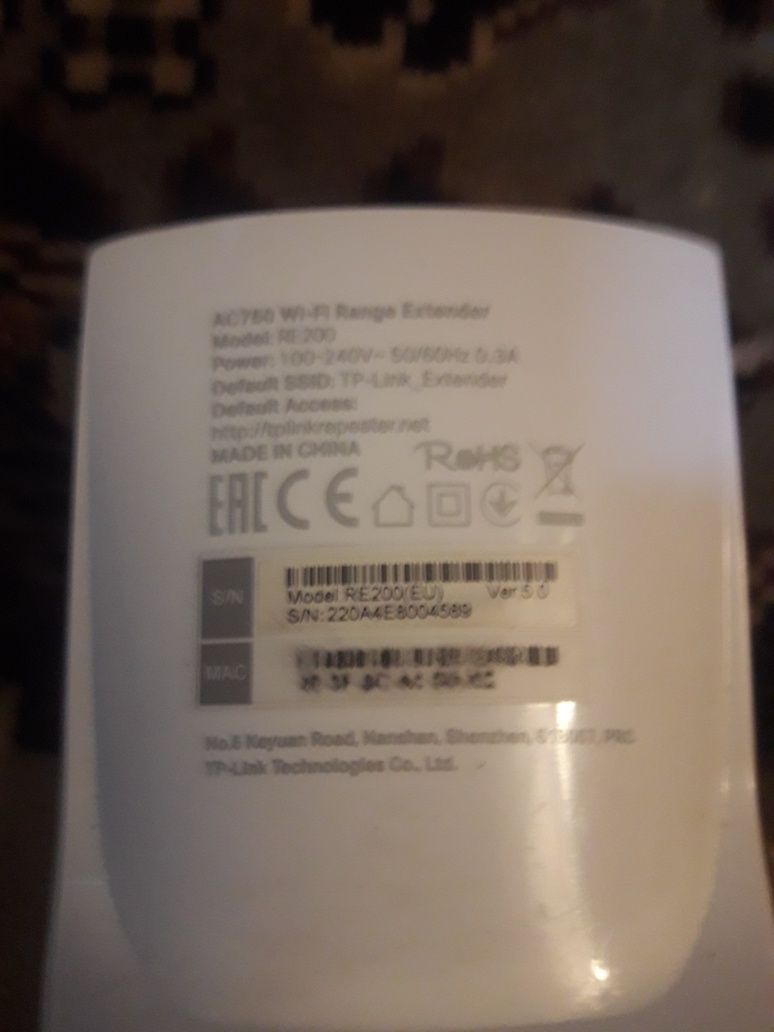 AC750 Wi-Fi Range Extender
Model: RE200
Power: 100-240V~ 50/60Hz 0.3A
Default SSID: TP-Link_Extender
Default Access:
http://tplinkrepeater.net
MADE IN CHINA
RoHS
EAC CE
S/N
Model:RE200(EU) Ver:5.0
S/N:220A4E8004589
MAC
No.5 Keyuan Road, Nanshan, Shenzhen, PRC
TP-Link Technologies Co., Ltd.